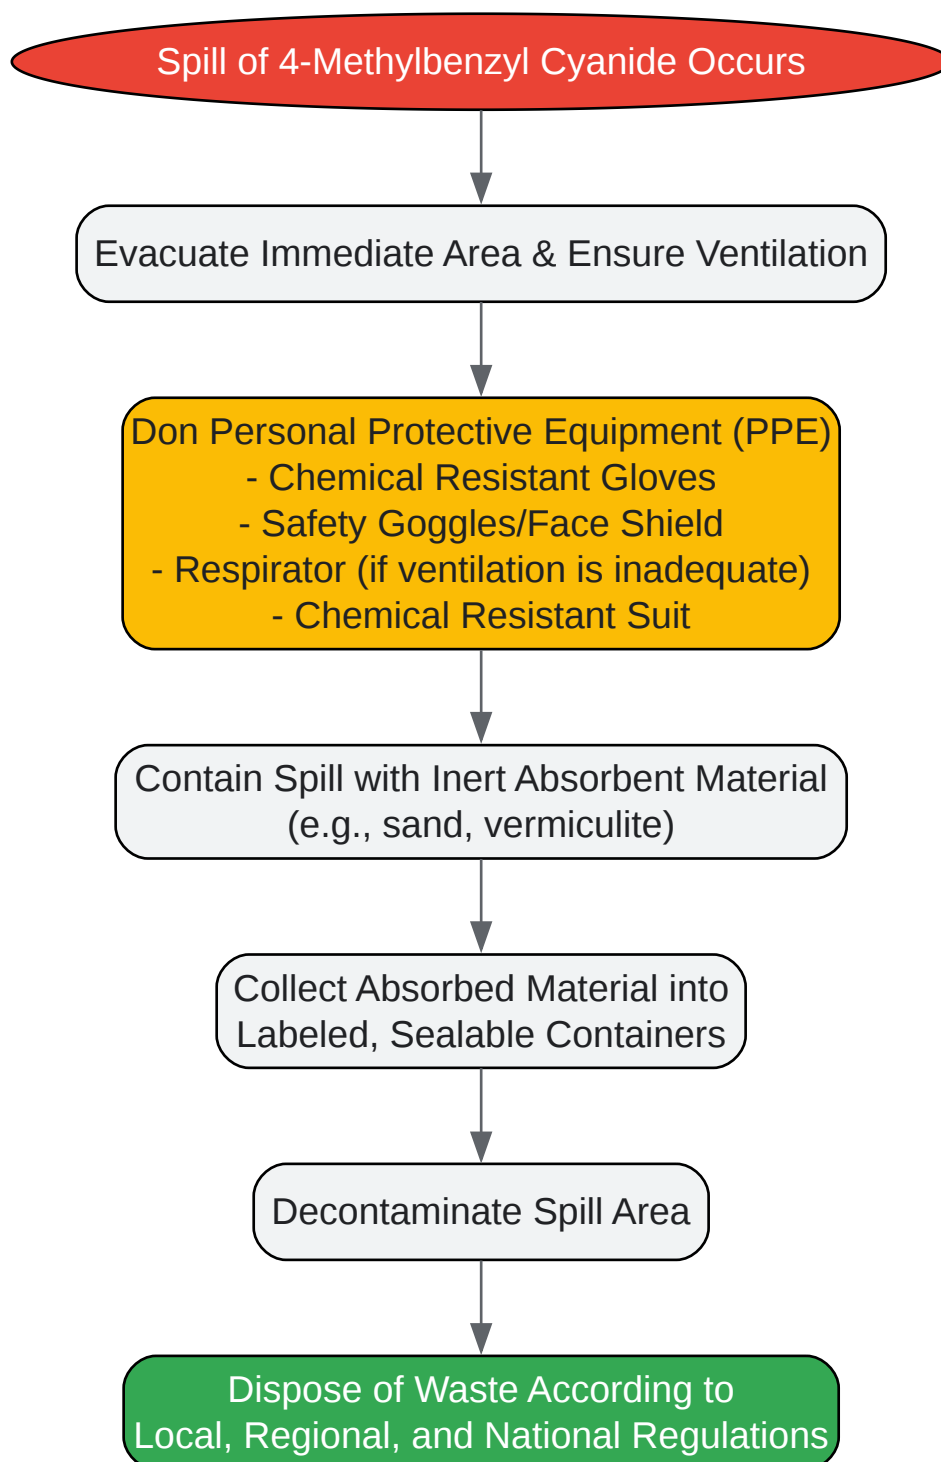 Spill of 4-Methylbenzyl Cyanide Occurs
Evacuate Immediate Area & Ensure Ventilation
Don Personal Protective Equipment (PPE)
- Chemical Resistant Gloves
- Safety Goggles/Face Shield
- Respirator (if ventilation is inadequate)
- Chemical Resistant Suit
Contain Spill with Inert Absorbent Material
(e.g., sand, vermiculite)
Collect Absorbed Material into
Labeled, Sealable Containers
Decontaminate Spill Area
Dispose of Waste According to
Local, Regional, and National Regulations